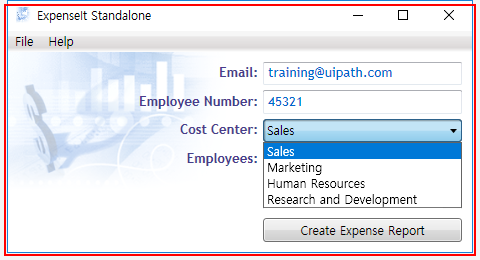 ExpenseIt Standalone
File Help
Email: training@uipath.com
Employee Number: 45321
Cost Center: Sales
Employees:
Sales
Marketing
Human Resources
Research and Development
Create Expense Report